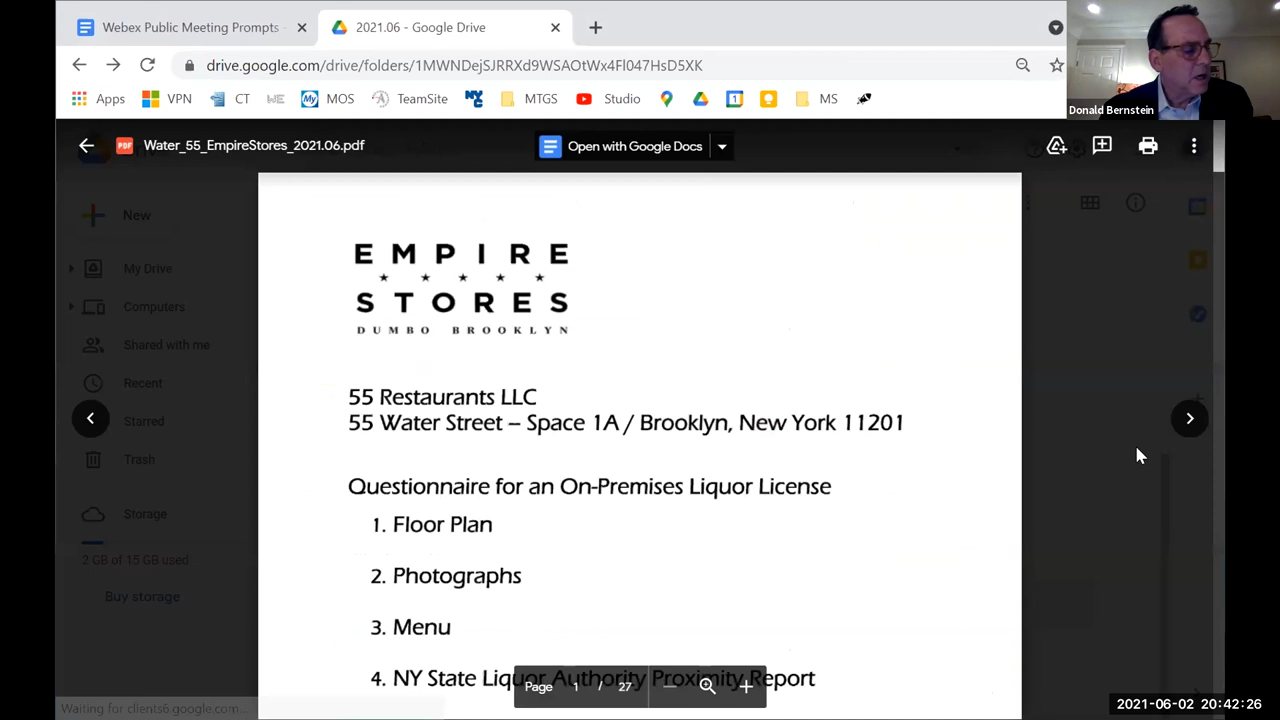 Webex Public Meeting Prompts
2021.06 - Google Drive
drive.google.com/drive/folders/1MWNDejSJRRXd9WSAOtWx4Fl047HsD5XK
Apps
VPN
CT
WE
MOS
TeamSite
NYC
MTGS
Studio
MS
Donald Bernstein
Water_55_EmpireStores_2021.06.pdf
Open with Google Docs
New
My Drive
Computers
Shared with me
Recent
Starred
Trash
Storage
2 GB of 15 GB used
Buy storage
EMPIRE
STORES
DUMBO BROOKLYN
55 Restaurants LLC
55 Water Street – Space 1A / Brooklyn, New York 11201
Questionnaire for an On-Premises Liquor License
1. Floor Plan
2. Photographs
3. Menu
4. NY State Liquor Authority Proximity Report
Page 1 / 27
Waiting for clients6.google.com...
2021-06-02 20:42:26